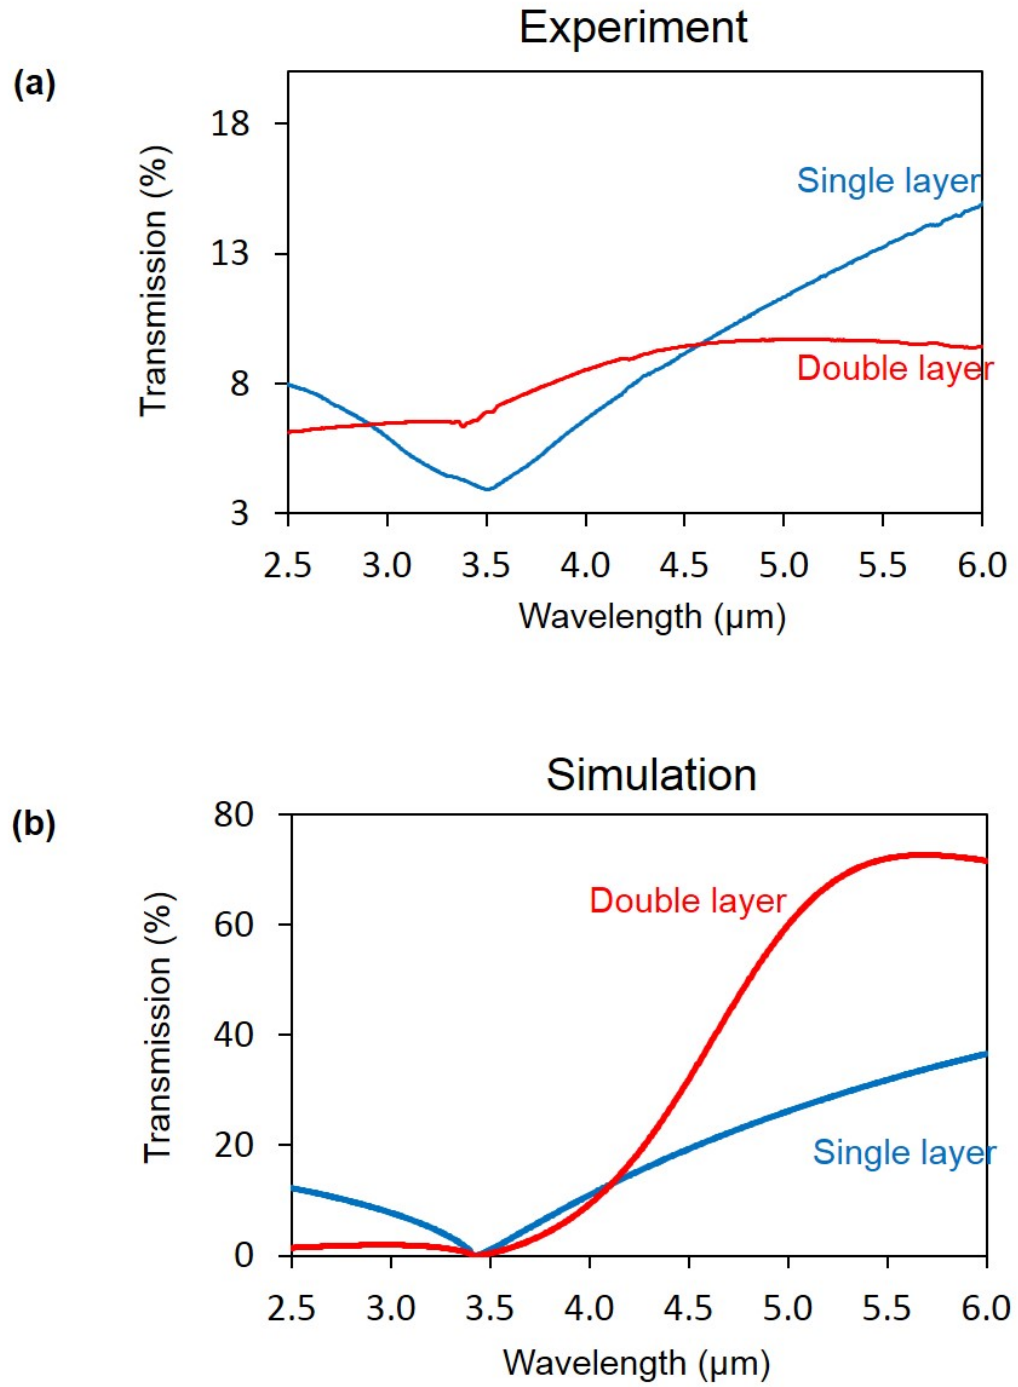 Experiment
(a)
18
13
8
3
Transmission (%)
Single layer
Double layer
2.5 3.0 3.5 4.0 4.5 5.0 5.5 6.0
Wavelength (µm)
Simulation
(b)
80
60
40
20
0
Transmission (%)
Double layer
Single layer
2.5 3.0 3.5 4.0 4.5 5.0 5.5 6.0
Wavelength (µm)